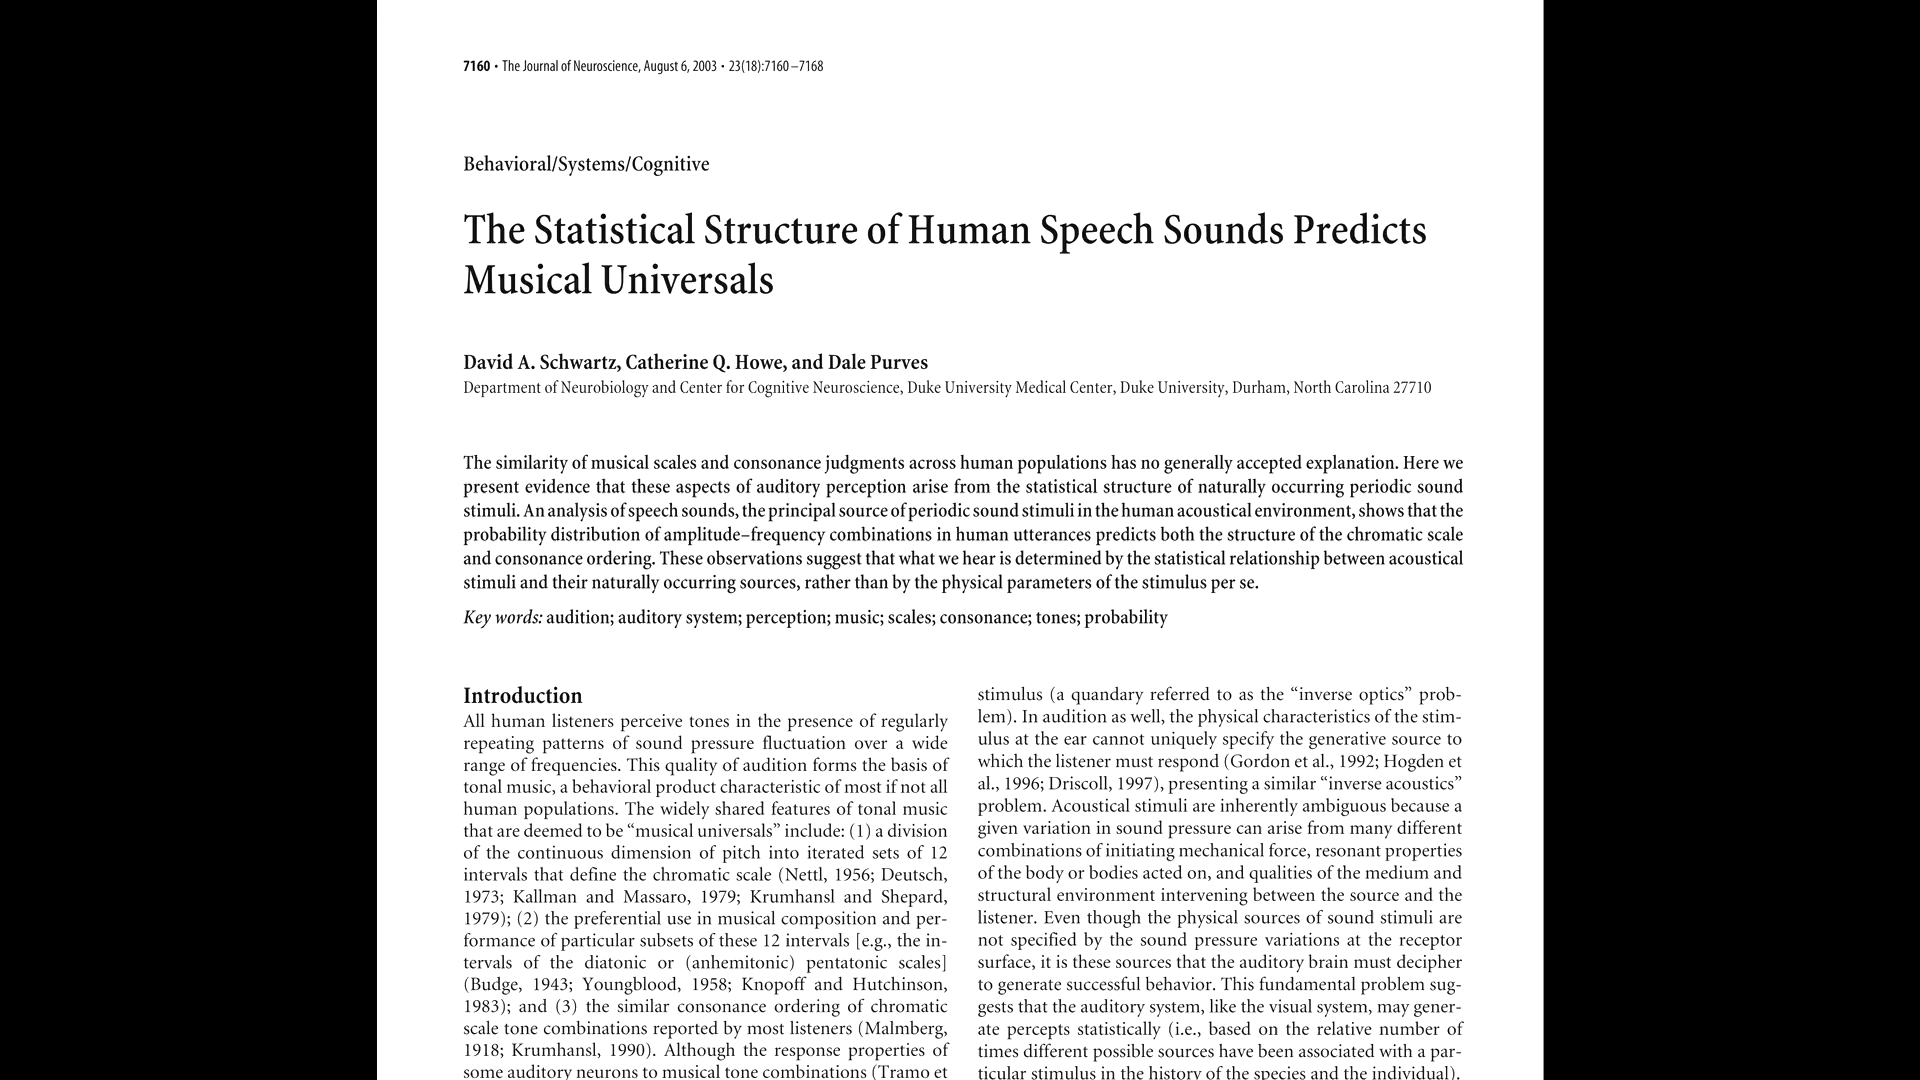 7160 • The Journal of Neuroscience, August 6, 2003 • 23(18):7160–7168
Behavioral/Systems/Cognitive
The Statistical Structure of Human Speech Sounds Predicts
Musical Universals
David A. Schwartz, Catherine Q. Howe, and Dale Purves
Department of Neurobiology and Center for Cognitive Neuroscience, Duke University Medical Center, Duke University, Durham, North Carolina 27710
The similarity of musical scales and consonance judgments across human populations has no generally accepted explanation. Here we
present evidence that these aspects of auditory perception arise from the statistical structure of naturally occurring periodic sound
stimuli. An analysis of speech sounds, the principal source of periodic sound stimuli in the human acoustical environment, shows that the
probability distribution of amplitude–frequency combinations in human utterances predicts both the structure of the chromatic scale
and consonance ordering. These observations suggest that what we hear is determined by the statistical relationship between acoustical
stimuli and their naturally occurring sources, rather than by the physical parameters of the stimulus per se.
Key words: audition; auditory system; perception; music; scales; consonance; tones; probability
Introduction
All human listeners perceive tones in the presence of regularly
repeating patterns of sound pressure fluctuation over a wide
range of frequencies. This quality of audition forms the basis of
tonal music, a behavioral product characteristic of most if not all
human populations. The widely shared features of tonal music
that are deemed to be “musical universals” include: (1) a division
of the continuous dimension of pitch into iterated sets of 12
intervals that define the chromatic scale (Nettl, 1956; Deutsch,
1973; Kallman and Massaro, 1979; Krumhansl and Shepard,
1979); (2) the preferential use in musical composition and per-
formance of particular subsets of these 12 intervals [e.g., the in-
tervals of the diatonic or (anhemitonic) pentatonic scales]
(Budge, 1943; Youngblood, 1958; Knopoff and Hutchinson,
1983); and (3) the similar consonance ordering of chromatic
scale tone combinations reported by most listeners (Malmberg,
1918; Krumhansl, 1990). Although the response properties of
some auditory neurons to musical tone combinations (Tramo et
stimulus (a quandary referred to as the “inverse optics” prob-
lem). In audition as well, the physical characteristics of the stim-
ulus at the ear cannot uniquely specify the generative source to
which the listener must respond (Gordon et al., 1992; Hogden et
al., 1996; Driscoll, 1997), presenting a similar “inverse acoustics”
problem. Acoustical stimuli are inherently ambiguous because a
given variation in sound pressure can arise from many different
combinations of initiating mechanical force, resonant properties
of the body or bodies acted on, and qualities of the medium and
structural environment intervening between the source and the
listener. Even though the physical sources of sound stimuli are
not specified by the sound pressure variations at the receptor
surface, it is these sources that the auditory brain must decipher
to generate successful behavior. This fundamental problem sug-
gests that the auditory system, like the visual system, may gener-
ate percepts statistically (i.e., based on the relative number of
times different possible sources have been associated with a par-
ticular stimulus in the history of the species and the individual).